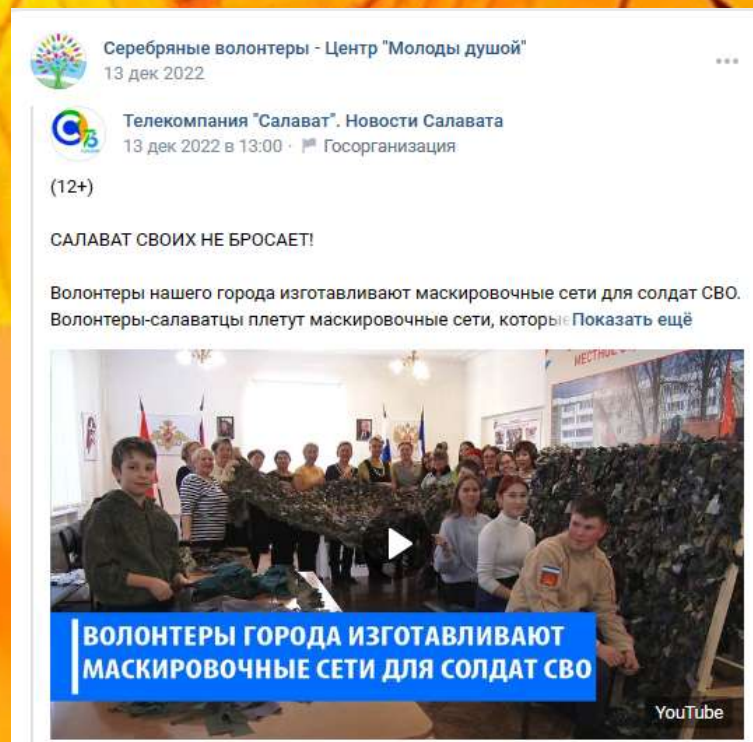 Серебряные волонтеры - Центр "Молоды душой"
13 дек 2022
Телекомпания "Салават". Новости Салавата
13 дек 2022 в 13:00 · Госорганизация
(12+)
САЛАВАТ СВОИХ НЕ БРОСАЕТ!
Волонтеры нашего города изготавливают маскировочные сети для солдат СВО.
Волонтеры-салаватцы плетут маскировочные сети, которые Показать ещё
МЕСТНОЕ
ВОЛОНТЕРЫ ГОРОДА ИЗГОТАВЛИВАЮТ
МАСКИРОВОЧНЫЕ СЕТИ ДЛЯ СОЛДАТ СВО
YouTube